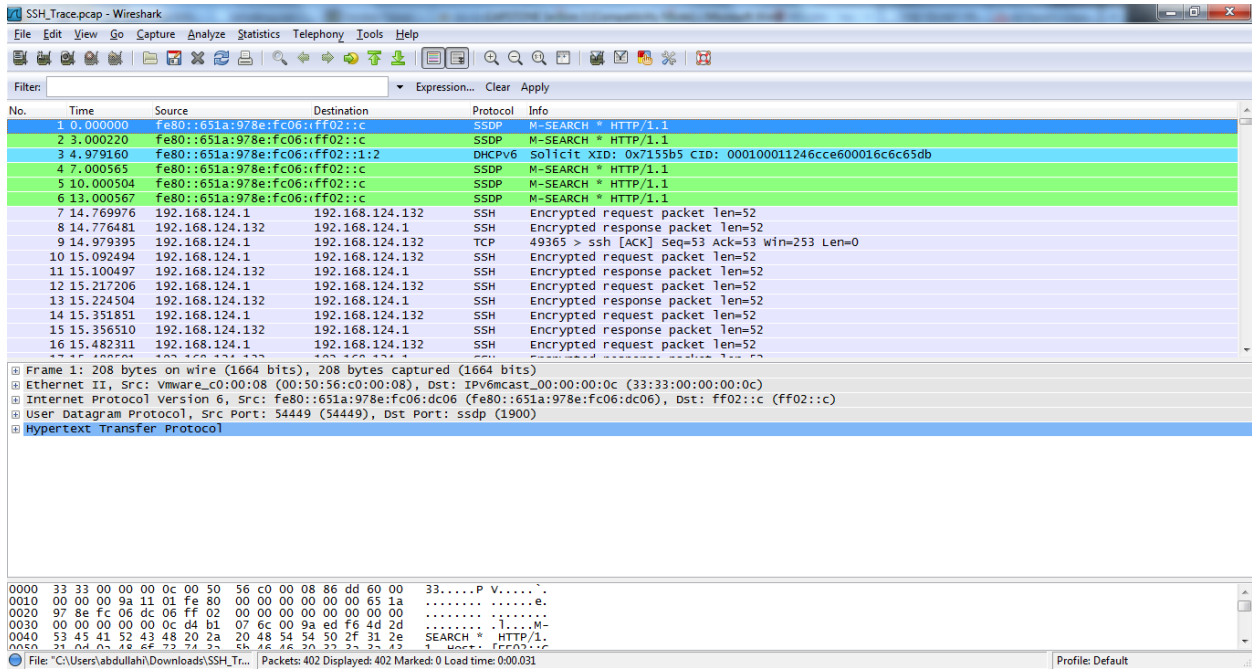 SSH_Trace.pcap - Wireshark
File Edit View Go Capture Analyze Statistics Telephony Tools Help
Filter: Expression... Clear Apply
No. Time Source Destination Protocol Info
1 0.000000 fe80::651a:978e:fc06:(ff02::c SSDP M-SEARCH * HTTP/1.1
2 3.000220 fe80::651a:978e:fc06:(ff02::c SSDP M-SEARCH * HTTP/1.1
3 4.979160 fe80::651a:978e:fc06:(ff02::1:2 DHCPv6 Solicit XID: 0x7155b5 CID: 000100011246cce600016c6c65db
4 7.000565 fe80::651a:978e:fc06:(ff02::c SSDP M-SEARCH * HTTP/1.1
5 10.000504 fe80::651a:978e:fc06:(ff02::c SSDP M-SEARCH * HTTP/1.1
6 13.000567 fe80::651a:978e:fc06:(ff02::c SSDP M-SEARCH * HTTP/1.1
7 14.769976 192.168.124.1 192.168.124.132 SSH Encrypted request packet len=52
8 14.776481 192.168.124.132 192.168.124.1 SSH Encrypted response packet len=52
9 14.979395 192.168.124.1 192.168.124.132 TCP 49365 > ssh [ACK] Seq=53 Ack=53 Win=253 Len=0
10 15.092494 192.168.124.1 192.168.124.132 SSH Encrypted request packet len=52
11 15.100497 192.168.124.132 192.168.124.1 SSH Encrypted response packet len=52
12 15.217206 192.168.124.1 192.168.124.132 SSH Encrypted request packet len=52
13 15.224504 192.168.124.132 192.168.124.1 SSH Encrypted response packet len=52
14 15.351851 192.168.124.1 192.168.124.132 SSH Encrypted request packet len=52
15 15.356510 192.168.124.132 192.168.124.1 SSH Encrypted response packet len=52
16 15.482311 192.168.124.1 192.168.124.132 SSH Encrypted request packet len=52
Frame 1: 208 bytes on wire (1664 bits), 208 bytes captured (1664 bits)
Ethernet II, Src: Vmware_c0:00:08 (00:50:56:c0:00:08), Dst: IPv6mcast_00:00:00:0c (33:33:00:00:00:0c)
Internet Protocol Version 6, Src: fe80::651a:978e:fc06:dc06 (fe80::651a:978e:fc06:dc06), Dst: ff02::c (ff02::c)
User Datagram Protocol, Src Port: 54449 (54449), Dst Port: ssdp (1900)
Hypertext Transfer Protocol
0000 33 33 00 00 00 0c 00 50 56 c0 00 08 86 dd 60 00 33.....P V.....`.
0010 00 00 00 9a 11 01 fe 80 00 00 00 00 00 00 65 1a ........ ......e.
0020 97 8e fc 06 dc 06 ff 02 00 00 00 00 00 00 00 00 ........ ........
0030 00 00 00 00 00 0c d4 b1 07 6c 00 9a ed f6 4d 2d ........ .l....M-
0040 53 45 41 52 43 48 20 2a 20 48 54 54 50 2f 31 2e SEARCH * HTTP/1.
File: "C:\Users\abdullahi\Downloads\SSH_Tr... Packets: 402 Displayed: 402 Marked: 0 Load time: 0:00.031 Profile: Default